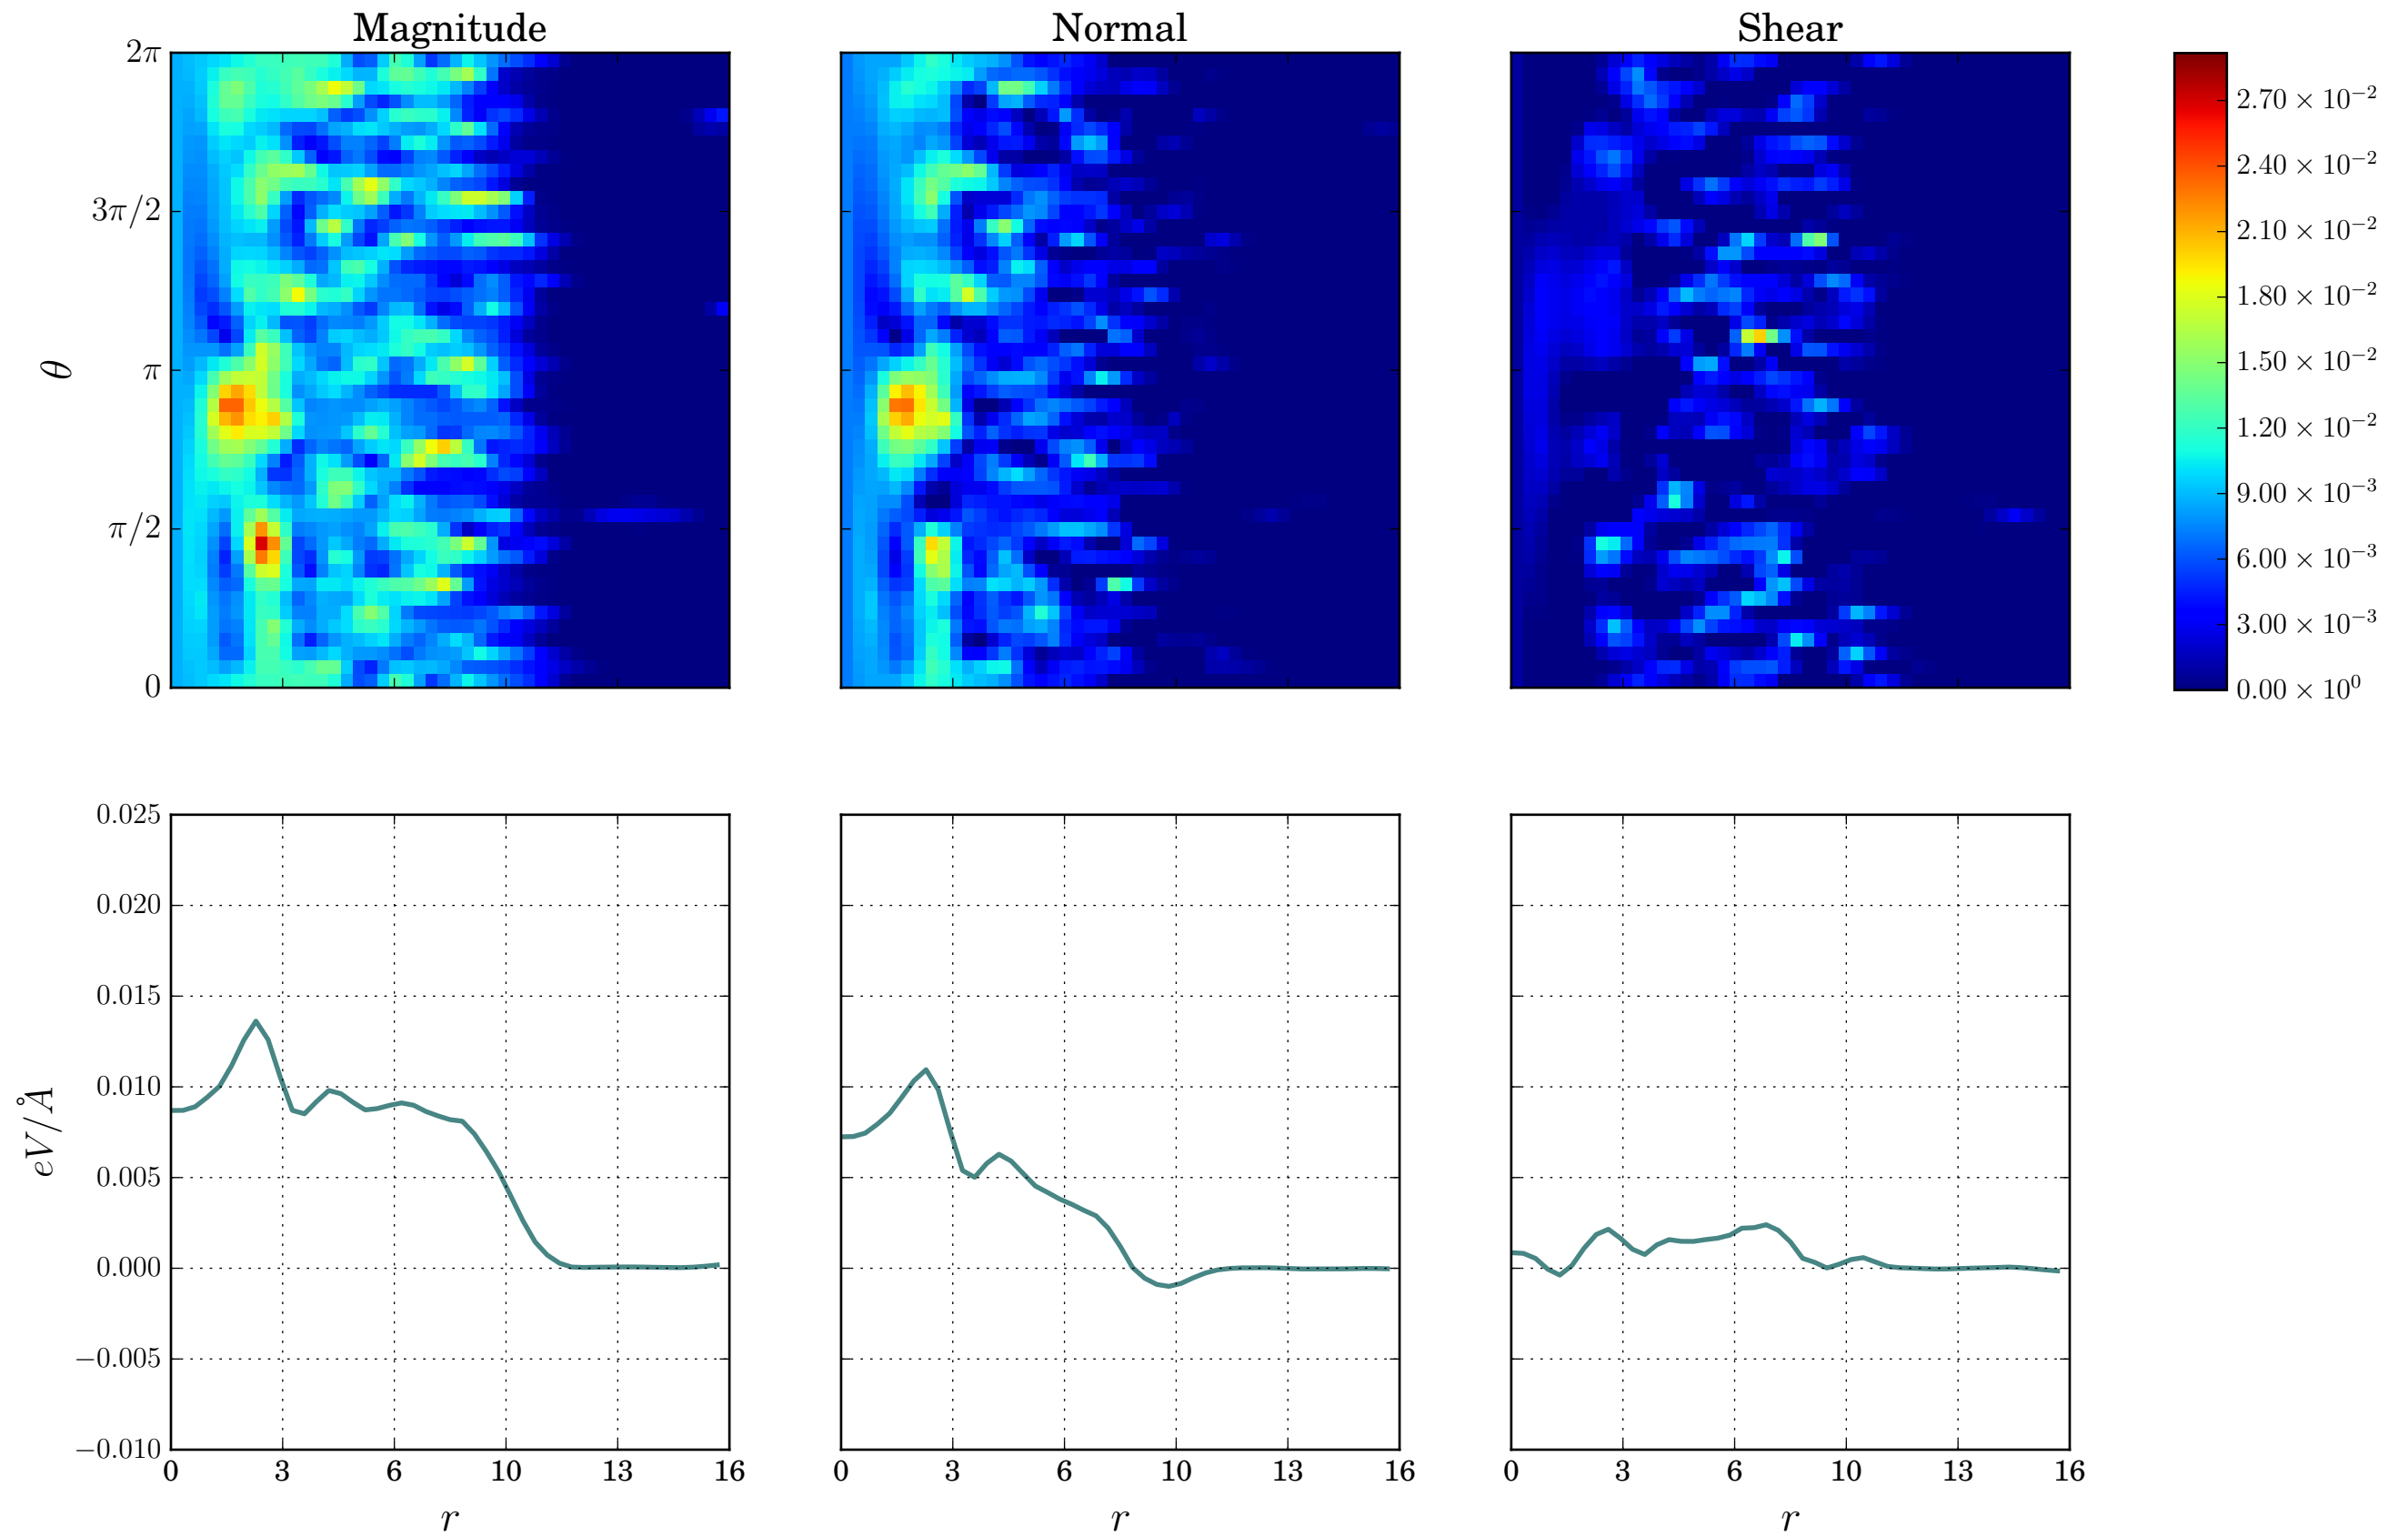 Magnitude Normal Shear
2π
3π/2
π
π/2
0
θ
2.70 × 10⁻²
2.40 × 10⁻²
2.10 × 10⁻²
1.80 × 10⁻²
1.50 × 10⁻²
1.20 × 10⁻²
9.00 × 10⁻³
6.00 × 10⁻³
3.00 × 10⁻³
0.00 × 10⁰
0.025
0.020
0.015
0.010
0.005
0.000
−0.005
−0.010
eV/Å
0 3 6 10 13 16 0 3 6 10 13 16 0 3 6 10 13 16
r r r